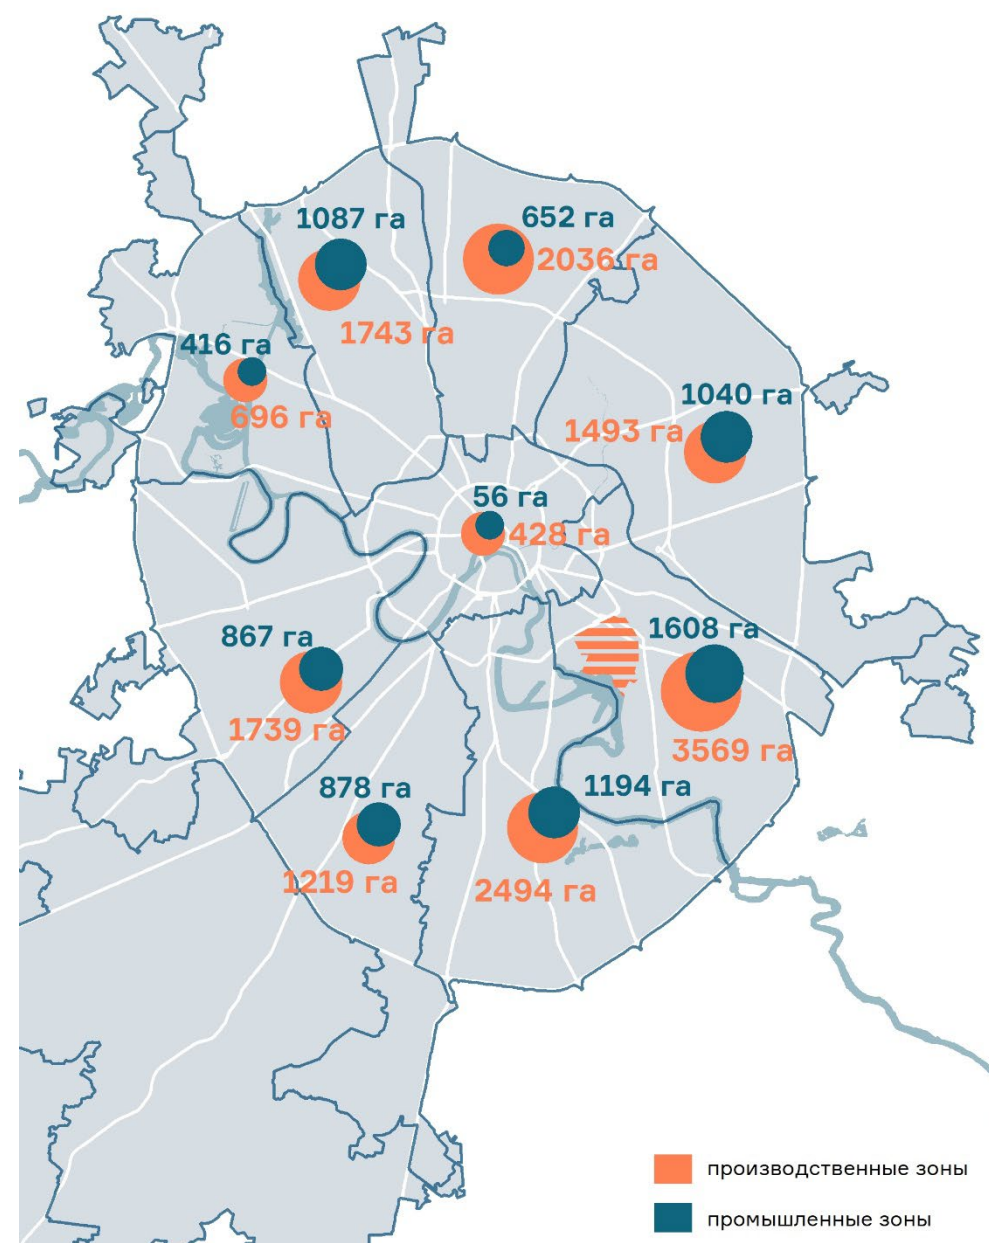 1087 га
652 га
2036 га
1743 га
416 га
696 га
1040 га
1493 га
56 га
428 га
867 га
1739 га
1608 га
3569 га
878 га
1219 га
1194 га
2494 га
производственные зоны
промышленные зоны